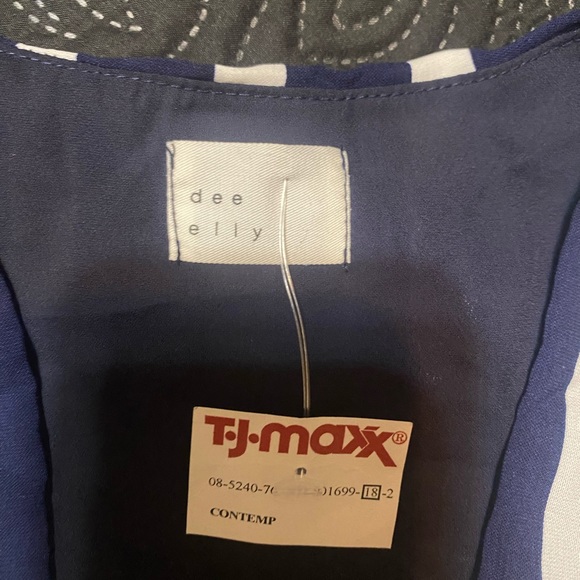 dee
elly
T·J·maxx®
08-5240-7 01699-18-2
CONTEMP